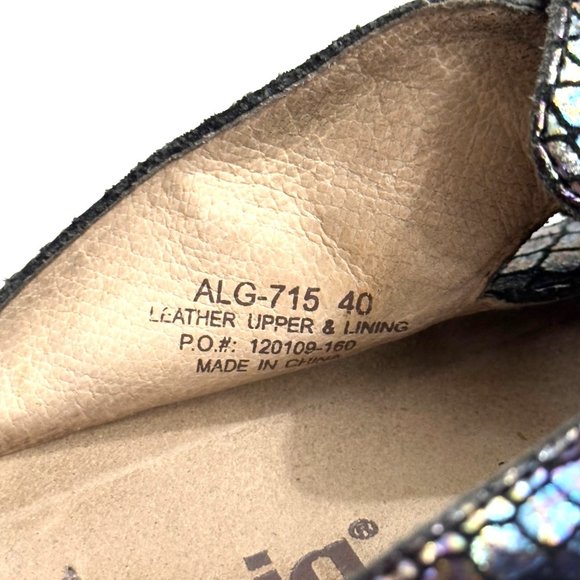 ALG-715 40
LEATHER UPPER & LINING
P.O.#: 120109-160
MADE IN CHINA